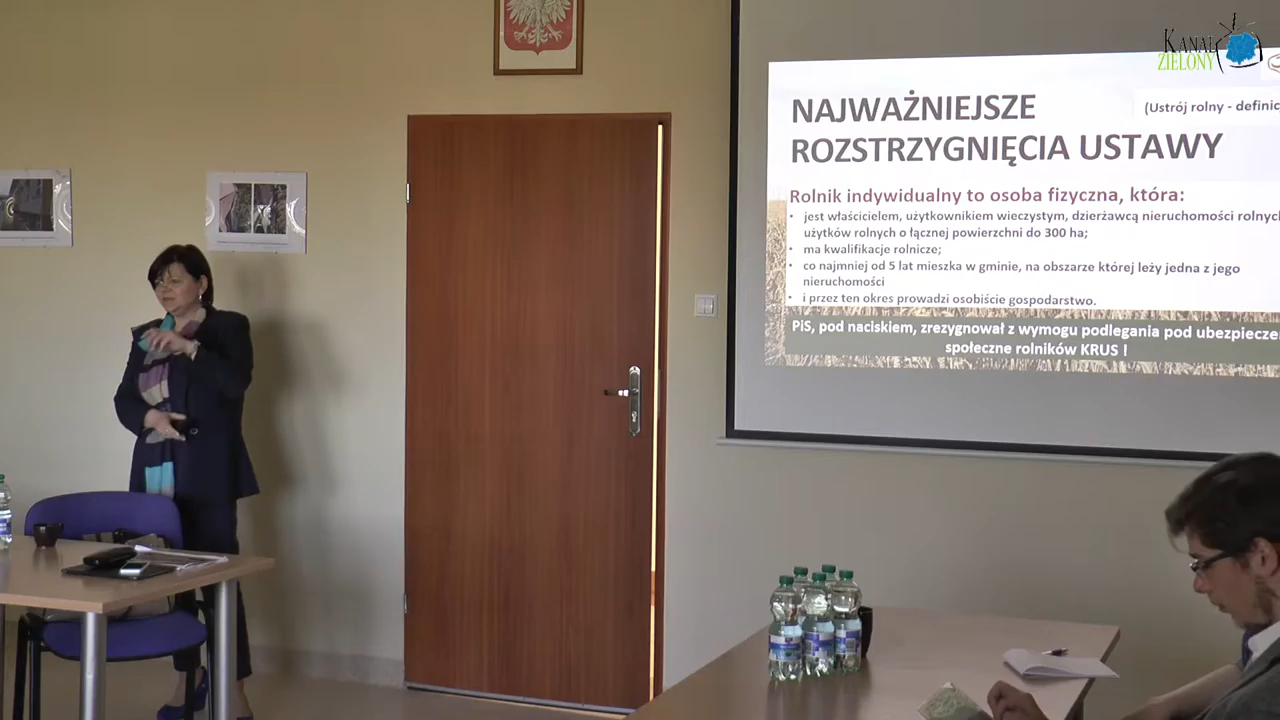 KANAŁ
ZIELONY
NAJWAŻNIEJSZE
ROZSTRZYGNIĘCIA USTAWY
(Ustrój rolny - definic
Rolnik indywidualny to osoba fizyczna, która:
• jest właścicielem, użytkownikiem wieczystym, dzierżawcą nieruchomości rolnych
użytków rolnych o łącznej powierzchni do 300 ha;
• ma kwalifikacje rolnicze;
• co najmniej od 5 lat mieszka w gminie, na obszarze której leży jedna z jego
nieruchomości
• i przez ten okres prowadzi osobiście gospodarstwo.
PiS, pod naciskiem, zrezygnował z wymogu podlegania pod ubezpiecze
społeczne rolników KRUS !